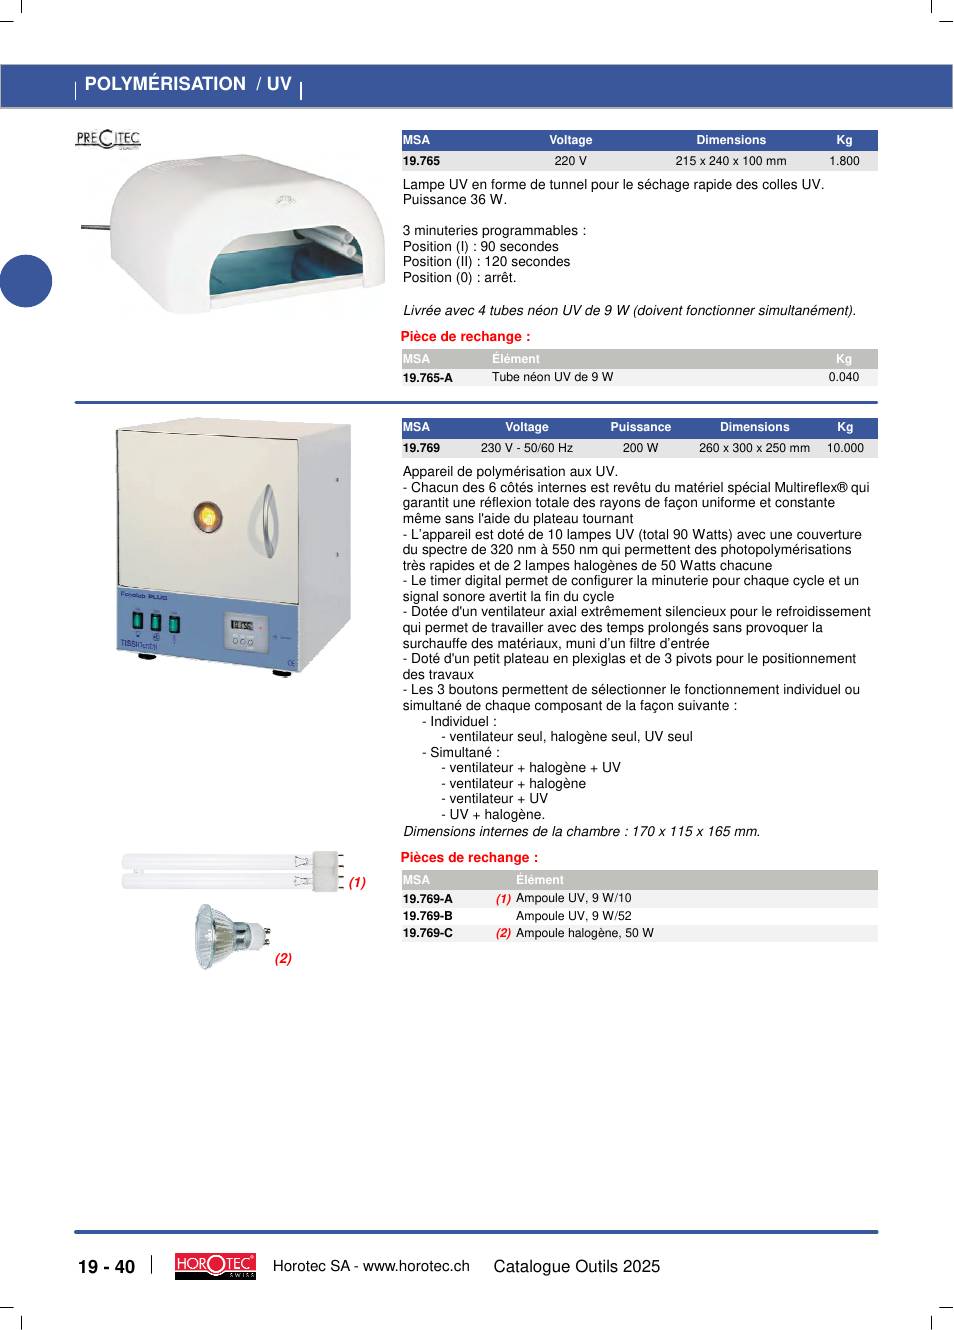 POLYMÉRISATION / UV
PRECITEC
MSA Voltage Dimensions Kg
19.765 220 V 215 x 240 x 100 mm 1.800
Lampe UV en forme de tunnel pour le séchage rapide des colles UV.
Puissance 36 W.
3 minuteries programmables :
Position (I) : 90 secondes
Position (II) : 120 secondes
Position (0) : arrêt.
Livrée avec 4 tubes néon UV de 9 W (doivent fonctionner simultanément).
Pièce de rechange :
MSA Élément Kg
19.765-A Tube néon UV de 9 W 0.040
MSA Voltage Puissance Dimensions Kg
19.769 230 V - 50/60 Hz 200 W 260 x 300 x 250 mm 10.000
Appareil de polymérisation aux UV.
- Chacun des 6 côtés internes est revêtu du matériel spécial Multireflex® qui
garantit une réflexion totale des rayons de façon uniforme et constante
même sans l'aide du plateau tournant
- L'appareil est doté de 10 lampes UV (total 90 Watts) avec une couverture
du spectre de 320 nm à 550 nm qui permettent des photopolymérisations
très rapides et de 2 lampes halogènes de 50 Watts chacune
- Le timer digital permet de configurer la minuterie pour chaque cycle et un
signal sonore avertit la fin du cycle
- Dotée d'un ventilateur axial extrêmement silencieux pour le refroidissement
qui permet de travailler avec des temps prolongés sans provoquer la
surchauffe des matériaux, muni d'un filtre d'entrée
- Doté d'un petit plateau en plexiglas et de 3 pivots pour le positionnement
des travaux
- Les 3 boutons permettent de sélectionner le fonctionnement individuel ou
simultané de chaque composant de la façon suivante :
- Individuel :
- ventilateur seul, halogène seul, UV seul
- Simultané :
- ventilateur + halogène + UV
- ventilateur + halogène
- ventilateur + UV
- UV + halogène.
Dimensions internes de la chambre : 170 x 115 x 165 mm.
Pièces de rechange :
MSA Élément
19.769-A (1) Ampoule UV, 9 W/10
19.769-B Ampoule UV, 9 W/52
19.769-C (2) Ampoule halogène, 50 W
(1)
(2)
19 - 40
HOROTEC®
SWISS
Horotec SA - www.horotec.ch
Catalogue Outils 2025